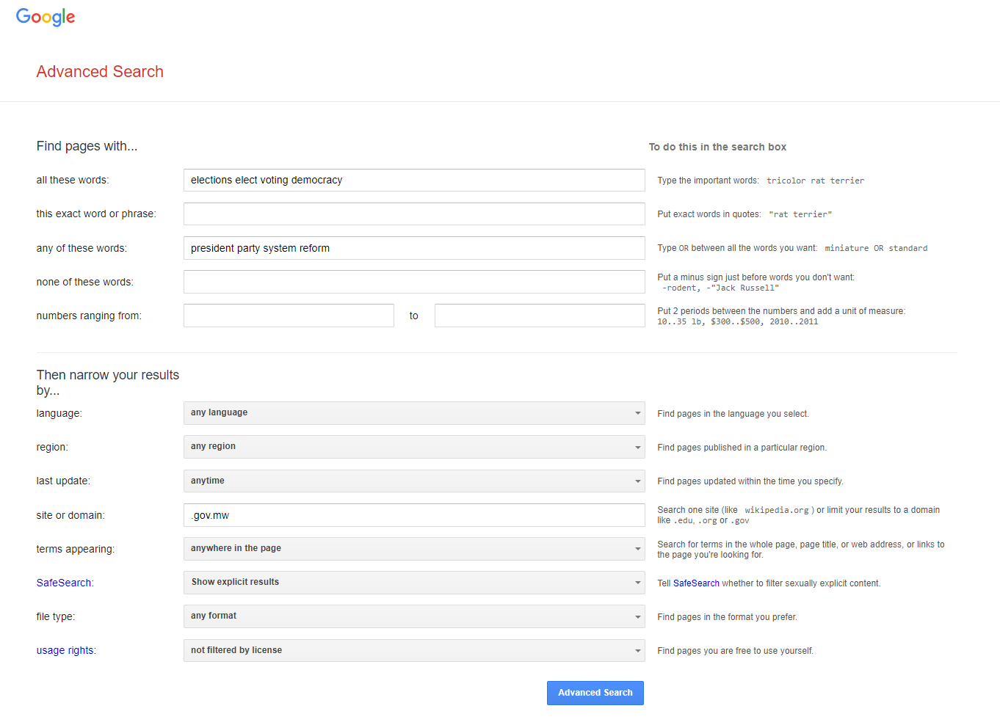 Google
Advanced Search
Find pages with...
To do this in the search box
all these words:
elections elect voting democracy
Type the important words: tricolor rat terrier
this exact word or phrase:
Put exact words in quotes: "rat terrier"
any of these words:
president party system reform
Type OR between all the words you want: miniature OR standard
none of these words:
Put a minus sign just before words you don't want:
-rodent, -"Jack Russell"
numbers ranging from:
to
Put 2 periods between the numbers and add a unit of measure:
10..35 lb, $300..$500, 2010..2011
Then narrow your results
by...
language:
any language
Find pages in the language you select.
region:
any region
Find pages published in a particular region.
last update:
anytime
Find pages updated within the time you specify.
site or domain:
.gov.mw
Search one site (like wikipedia.org ) or limit your results to a domain
like .edu, .org or .gov
terms appearing:
anywhere in the page
Search for terms in the whole page, page title, or web address, or links to
the page you're looking for.
SafeSearch:
Show explicit results
Tell SafeSearch whether to filter sexually explicit content.
file type:
any format
Find pages in the format you prefer.
usage rights:
not filtered by license
Find pages you are free to use yourself.
Advanced Search